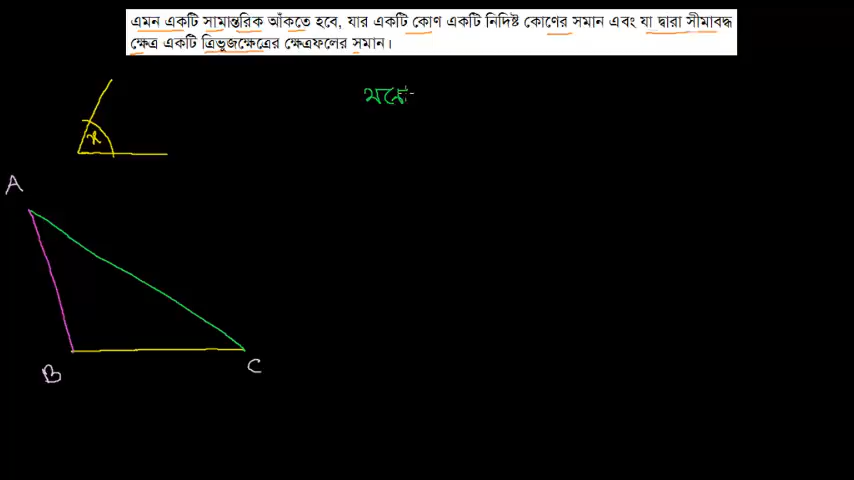 এমন একটি সামান্তরিক আঁকতে হবে, যার একটি কোণ একটি নিদিষ্ট কোণের সমান এবং যা দ্বারা সীমাবদ্ধ
ক্ষেত্র একটি ত্রিভুজক্ষেত্রের ক্ষেত্রফলের সমান।
x
A
B
C